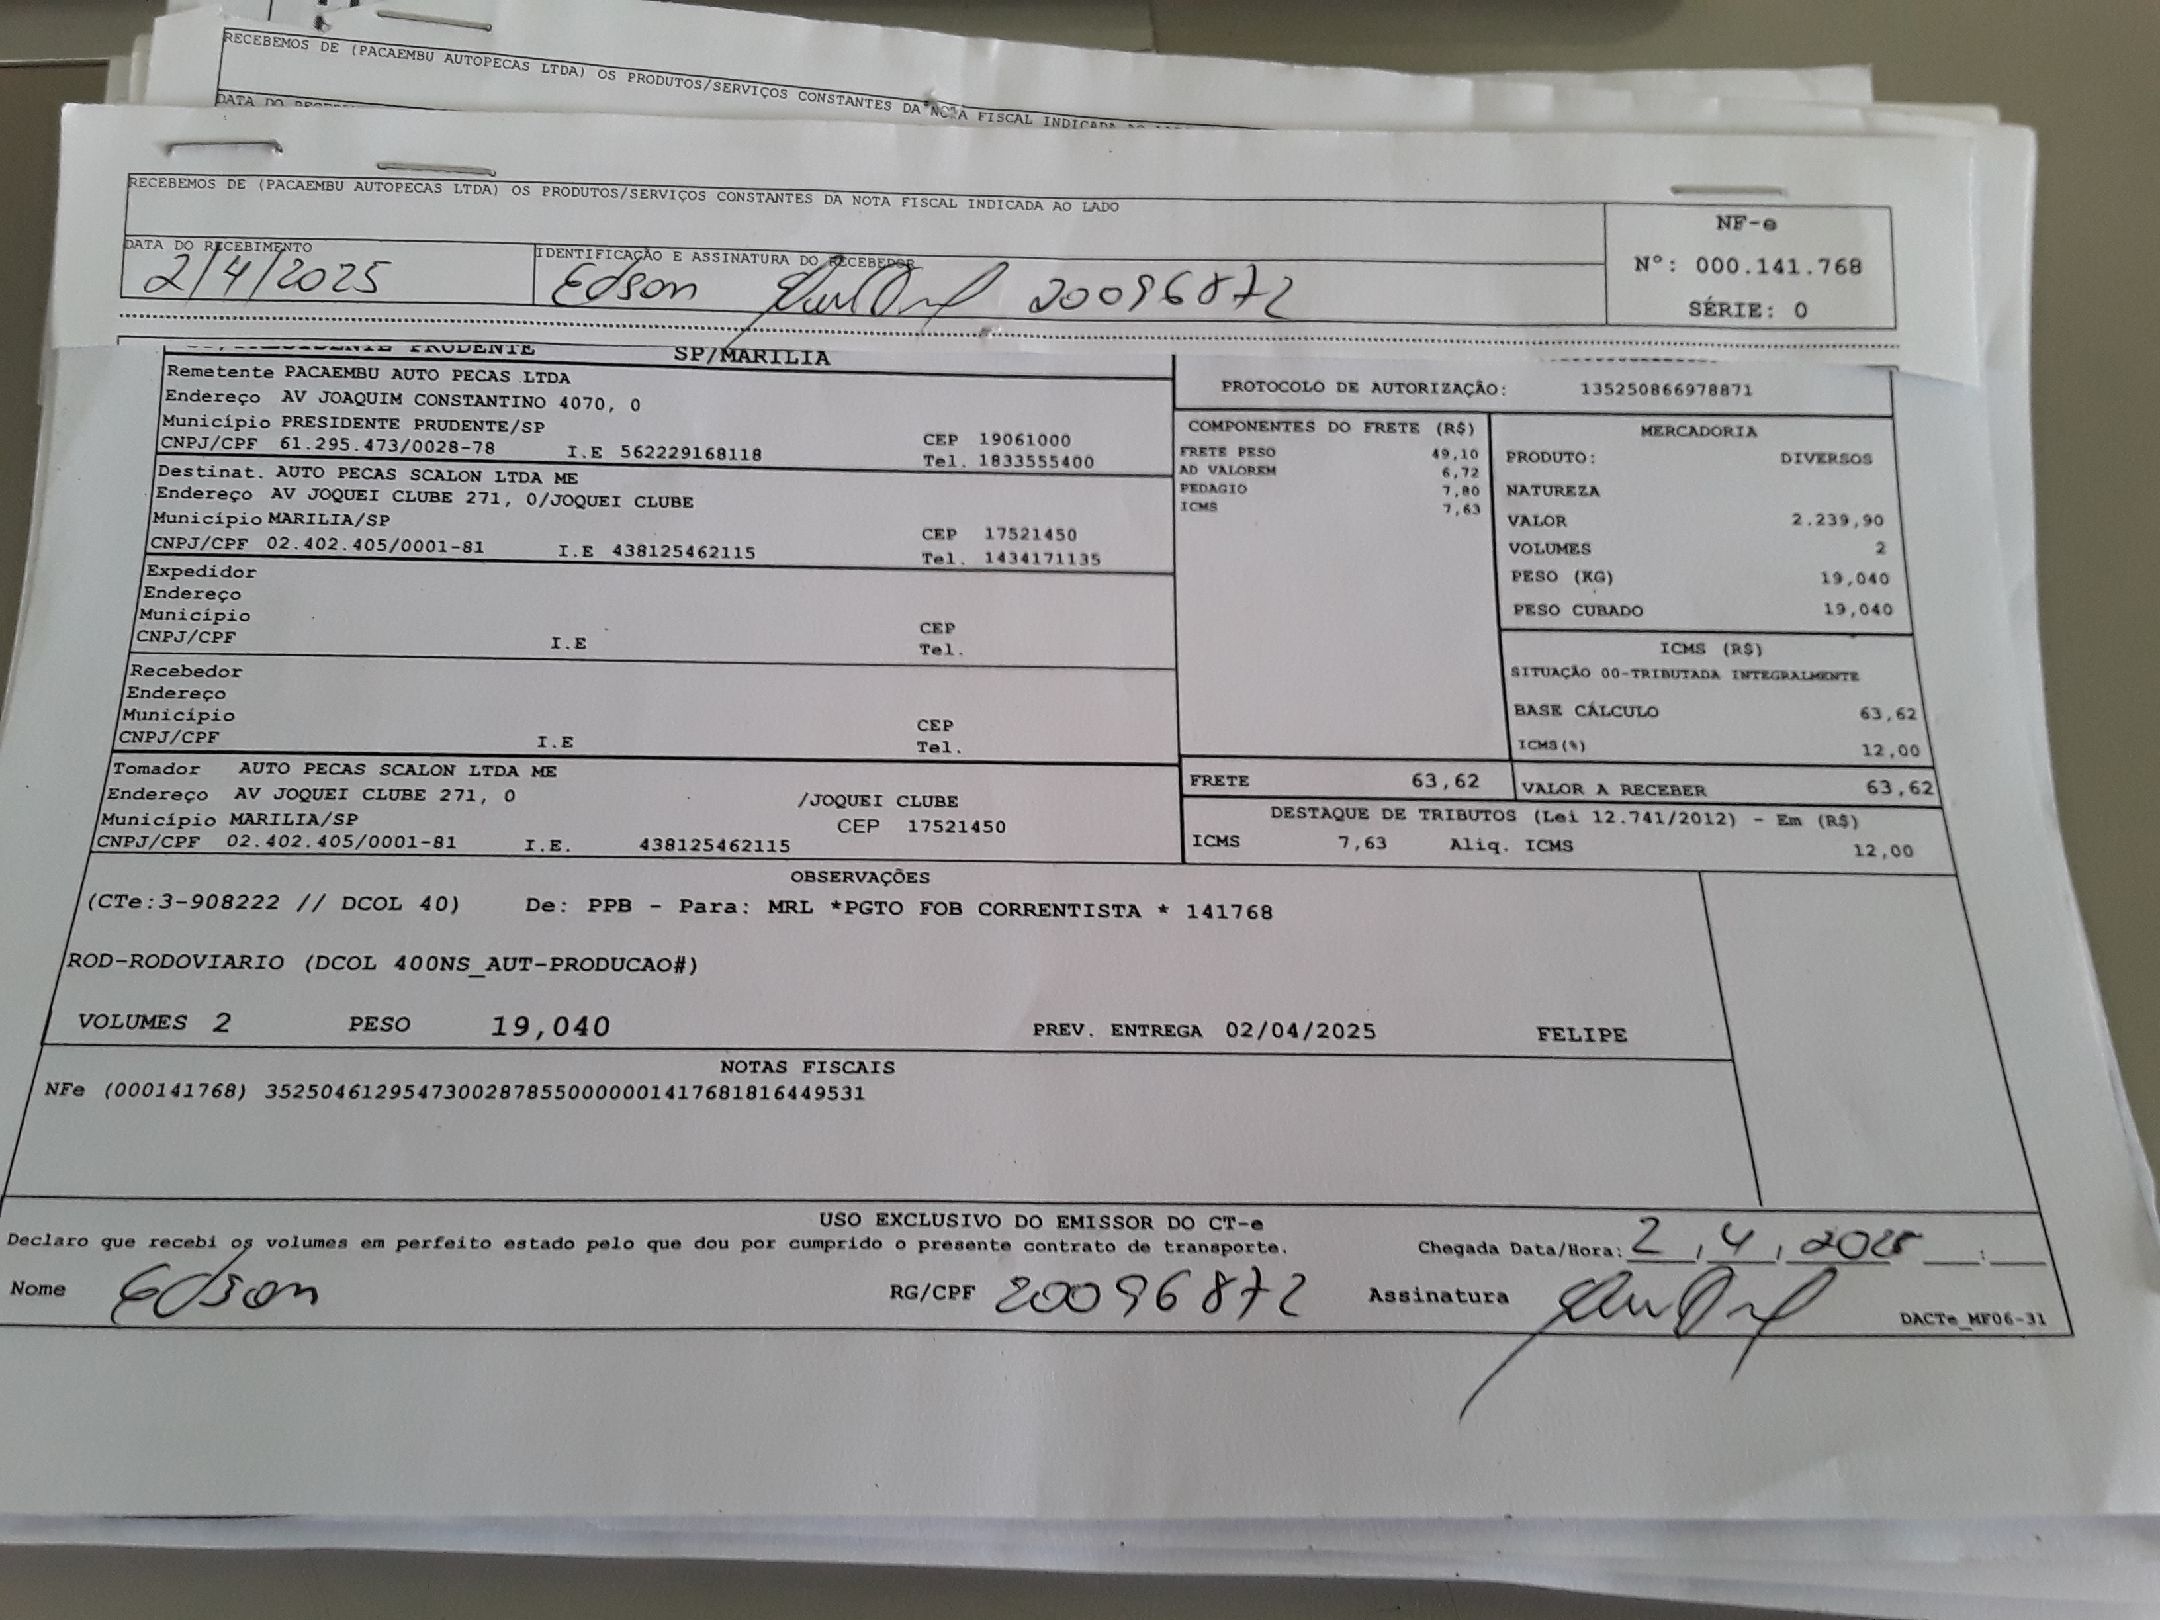 RECEBEMOS DE (PACAEMBU AUTOPECAS LTDA) OS PRODUTOS/SERVIÇOS CONSTANTES DA NOTA FISCAL INDICADA
RECEBEMOS DE (PACAEMBU AUTOPECAS LTDA) OS PRODUTOS/SERVIÇOS CONSTANTES DA NOTA FISCAL INDICADA AO LADO
NF-e
Nº: 000.141.768
SÉRIE: 0
DATA DO RECEBIMENTO
2/4/2025
IDENTIFICAÇÃO E ASSINATURA DO RECEBEDOR
Edson 20096872
PRESIDENTE PRUDENTE SP/MARILIA
Remetente PACAEMBU AUTO PECAS LTDA
Endereço AV JOAQUIM CONSTANTINO 4070, 0
Município PRESIDENTE PRUDENTE/SP CEP 19061000
CNPJ/CPF 61.295.473/0028-78 I.E 562229168118 Tel. 1833555400
Destinat. AUTO PECAS SCALON LTDA ME
Endereço AV JOQUEI CLUBE 271, 0/JOQUEI CLUBE
Município MARILIA/SP CEP 17521450
CNPJ/CPF 02.402.405/0001-81 I.E 438125462115 Tel. 1434171135
Expedidor
Endereço
Município CEP
CNPJ/CPF I.E Tel.
Recebedor
Endereço
Município CEP
CNPJ/CPF I.E Tel.
Tomador AUTO PECAS SCALON LTDA ME
Endereço AV JOQUEI CLUBE 271, 0 /JOQUEI CLUBE
Município MARILIA/SP CEP 17521450
CNPJ/CPF 02.402.405/0001-81 I.E. 438125462115
PROTOCOLO DE AUTORIZAÇÃO: 135250866978871
COMPONENTES DO FRETE (R$)
FRETE PESO 49,10
AD VALOREM 6,72
PEDAGIO 7,80
ICMS 7,63
MERCADORIA
PRODUTO: DIVERSOS
NATUREZA
VALOR 2.239,90
VOLUMES 2
PESO (KG) 19,040
PESO CUBADO 19,040
ICMS (R$)
SITUAÇÃO 00-TRIBUTADA INTEGRALMENTE
BASE CÁLCULO 63,62
ICMS(%) 12,00
FRETE 63,62 VALOR A RECEBER 63,62
DESTAQUE DE TRIBUTOS (Lei 12.741/2012) - Em (R$)
ICMS 7,63 Aliq. ICMS 12,00
OBSERVAÇÕES
(CTe:3-908222 // DCOL 40) De: PPB - Para: MRL *PGTO FOB CORRENTISTA * 141768
ROD-RODOVIARIO (DCOL 400NS_AUT-PRODUCAO#)
VOLUMES 2 PESO 19,040 PREV. ENTREGA 02/04/2025 FELIPE
NOTAS FISCAIS
NFe (000141768) 35250461295473002878550000001417681816449531
USO EXCLUSIVO DO EMISSOR DO CT-e
Declaro que recebi os volumes em perfeito estado pelo que dou por cumprido o presente contrato de transporte. Chegada Data/Hora: 2 , 4 , 2025 :
Nome Edson RG/CPF 20096872 Assinatura
DACTe_MF06-31